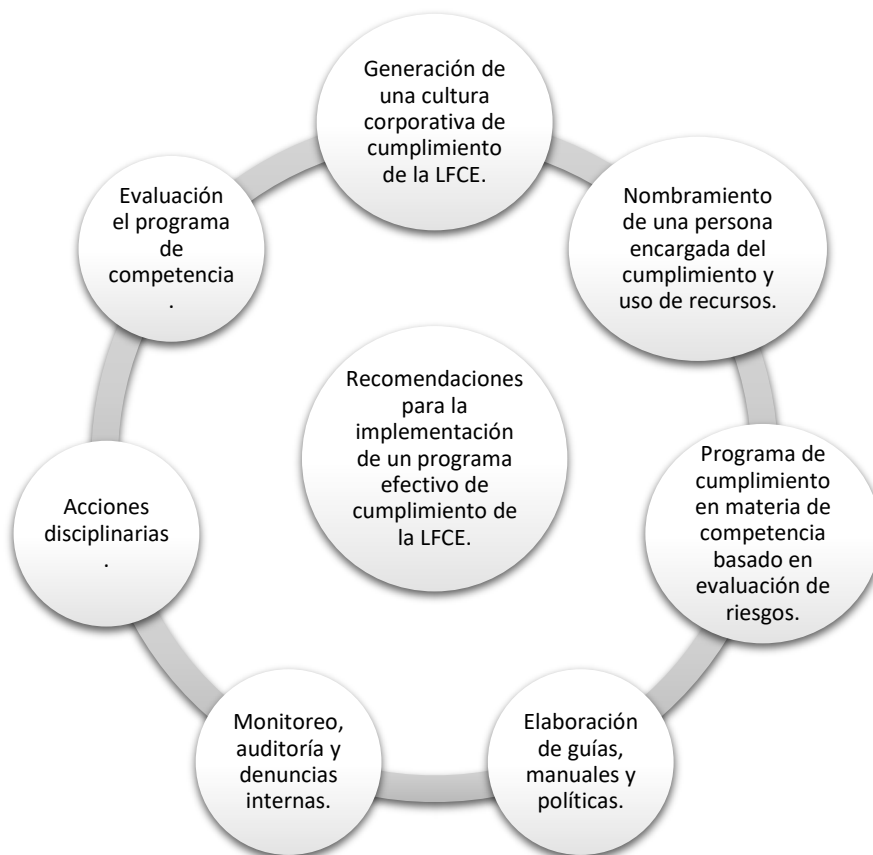 Generación de
una cultura
corporativa de
cumplimiento
de la LFCE.
Nombramiento
de una persona
encargada del
cumplimiento y
uso de recursos.
Programa de
cumplimiento
en materia de
competencia
basado en
evaluación de
riesgos.
Elaboración
de guías,
manuales y
políticas.
Monitoreo,
auditoría y
denuncias
internas.
Acciones
disciplinarias
.
Evaluación
el programa
de
competencia
.
Recomendaciones
para la
implementación
de un programa
efectivo de
cumplimiento de
la LFCE.